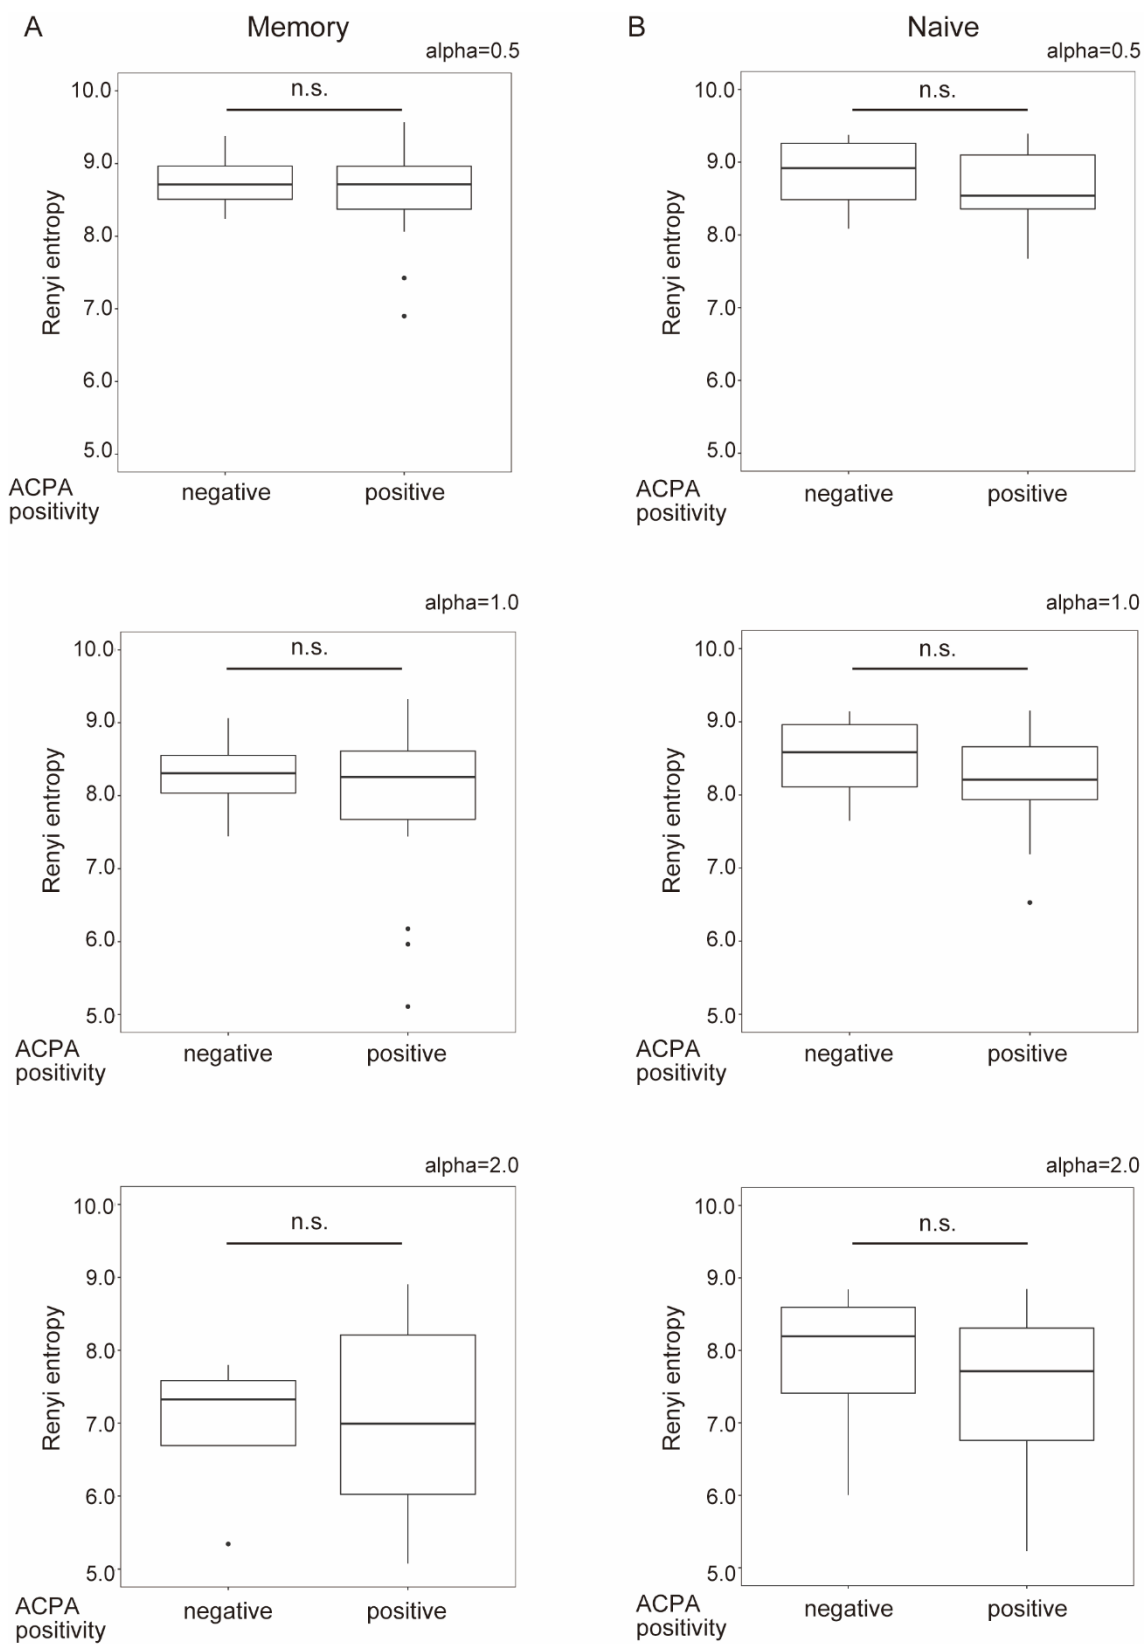 A
Memory
B
Naive
alpha=0.5
n.s.
Renyi entropy
10.0
9.0
8.0
7.0
6.0
5.0
ACPA
positivity
negative
positive
alpha=0.5
n.s.
Renyi entropy
10.0
9.0
8.0
7.0
6.0
5.0
ACPA
positivity
negative
positive
alpha=1.0
n.s.
Renyi entropy
10.0
9.0
8.0
7.0
6.0
5.0
ACPA
positivity
negative
positive
alpha=1.0
n.s.
Renyi entropy
10.0
9.0
8.0
7.0
6.0
5.0
ACPA
positivity
negative
positive
alpha=2.0
n.s.
Renyi entropy
10.0
9.0
8.0
7.0
6.0
5.0
ACPA
positivity
negative
positive
alpha=2.0
n.s.
Renyi entropy
10.0
9.0
8.0
7.0
6.0
5.0
ACPA
positivity
negative
positive